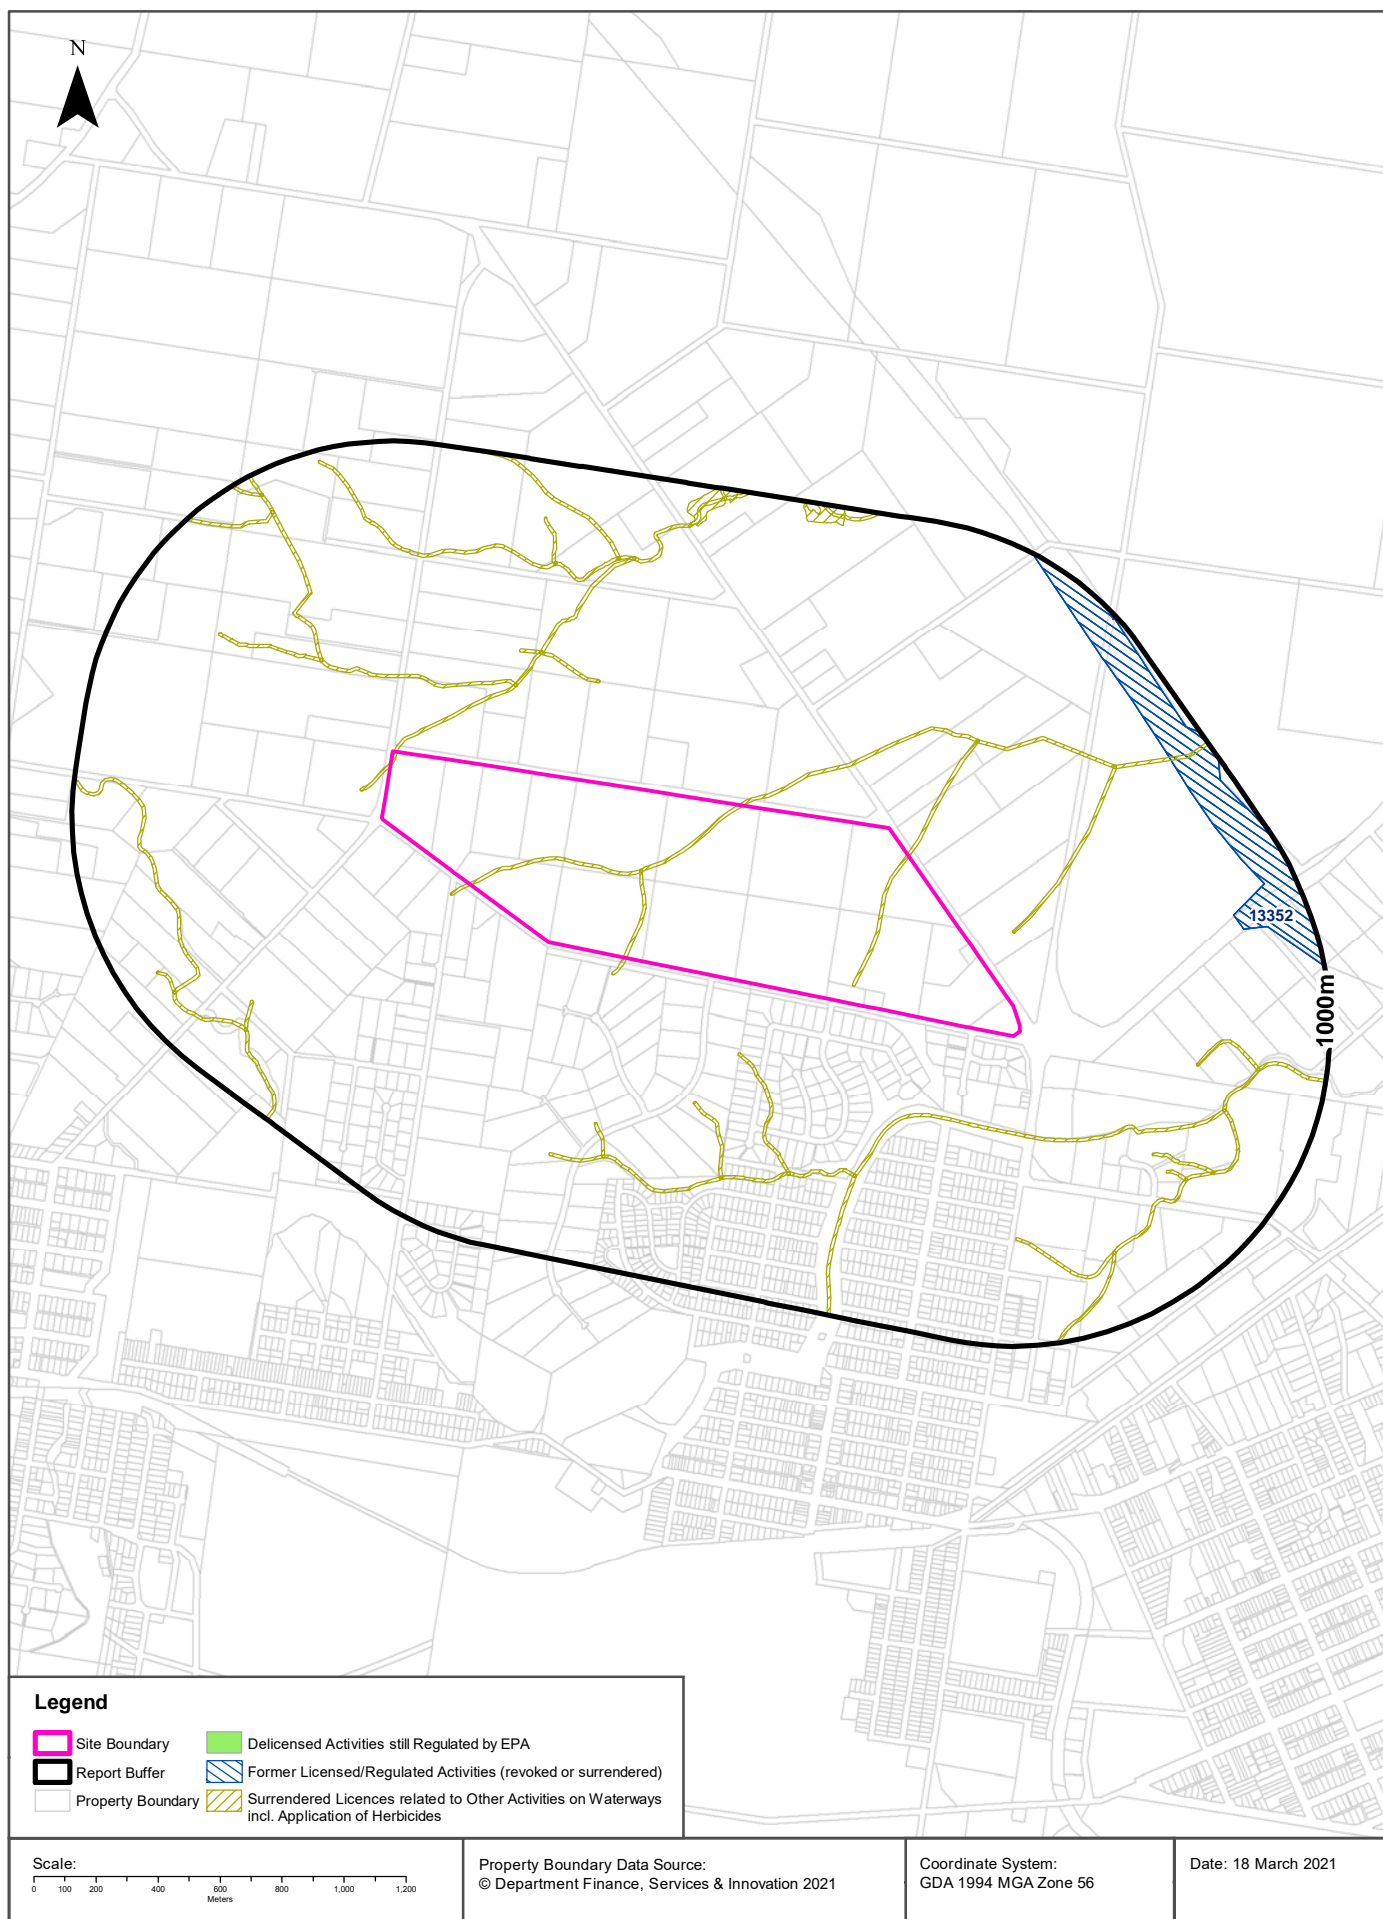 N
13352
1000m
Legend
Site Boundary
Report Buffer
Property Boundary
Delicensed Activities still Regulated by EPA
Former Licensed/Regulated Activities (revoked or surrendered)
Surrendered Licences related to Other Activities on Waterways
incl. Application of Herbicides
Scale:
0 100 200 400 600 800 1,000 1,200
Meters
Property Boundary Data Source:
© Department Finance, Services & Innovation 2021
Coordinate System:
GDA 1994 MGA Zone 56
Date: 18 March 2021